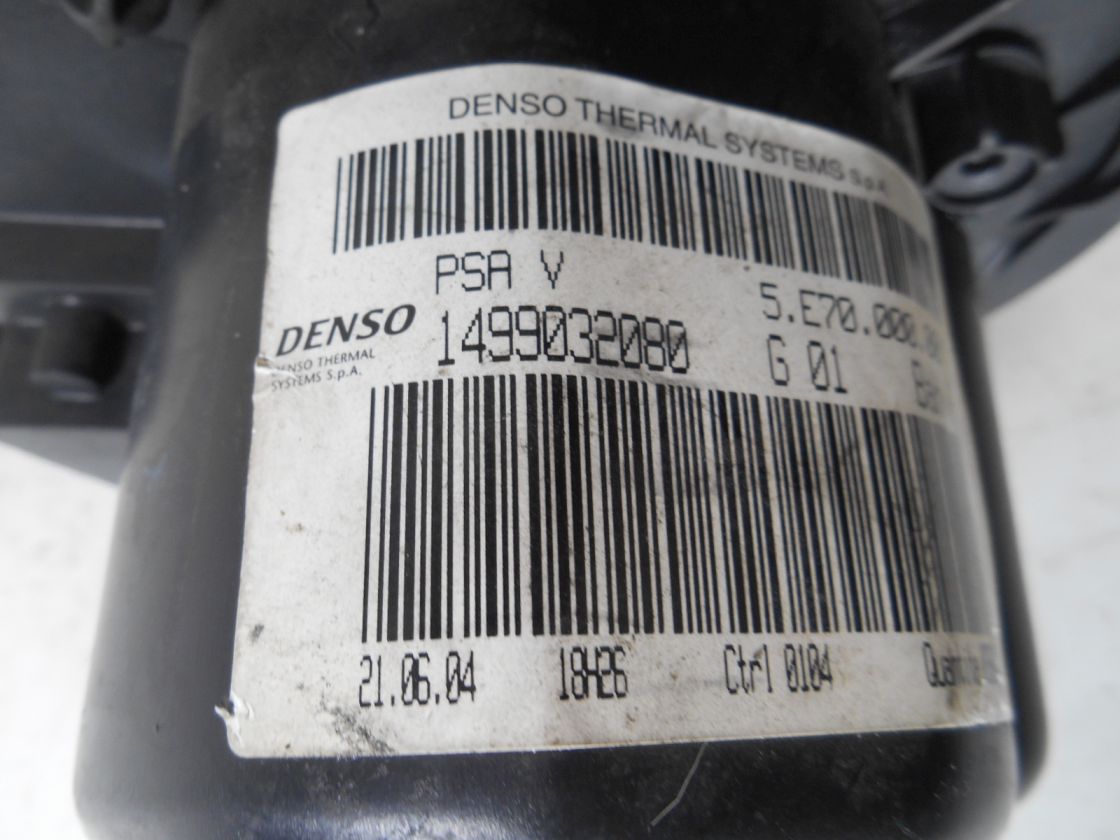 DENSO THERMAL SYSTEMS S.p.A.
PSA V
5.E70.000.
DENSO
1499032080
G 01
DENSO THERMAL
SYSTEMS S.p.A.
21.06.04 18H26 Ctrl 0104